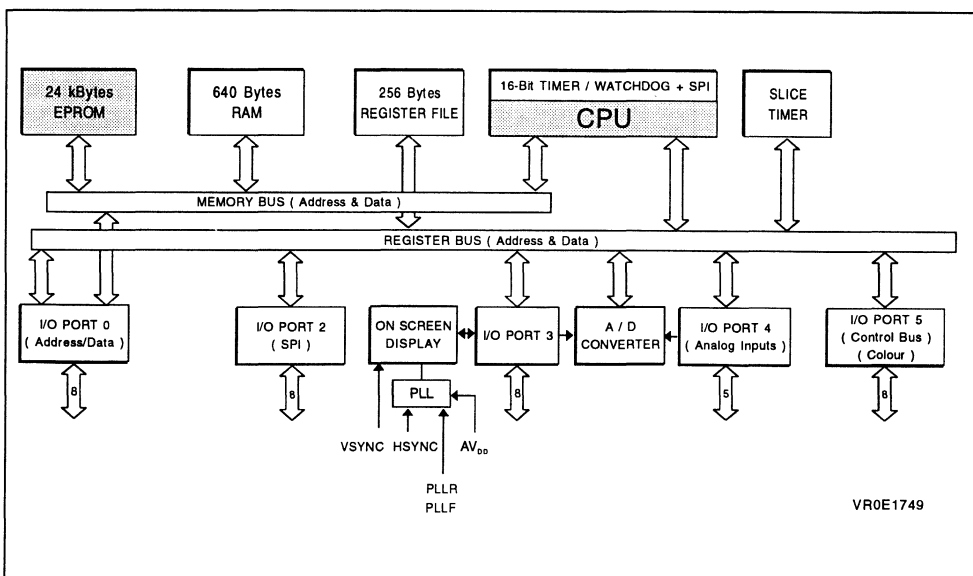 24 kBytes
EPROM
640 Bytes
RAM
256 Bytes
REGISTER FILE
16-Bit TIMER / WATCHDOG + SPI
CPU
SLICE
TIMER
MEMORY BUS ( Address & Data )
REGISTER BUS ( Address & Data )
I/O PORT 0
( Address/Data )
I/O PORT 2
( SPI )
ON SCREEN
DISPLAY
I/O PORT 3
A / D
CONVERTER
I/O PORT 4
( Analog Inputs )
I/O PORT 5
( Control Bus )
( Colour )
PLL
8
8
8
5
8
VSYNC HSYNC AVDD
PLLR
PLLF
VR0E1749